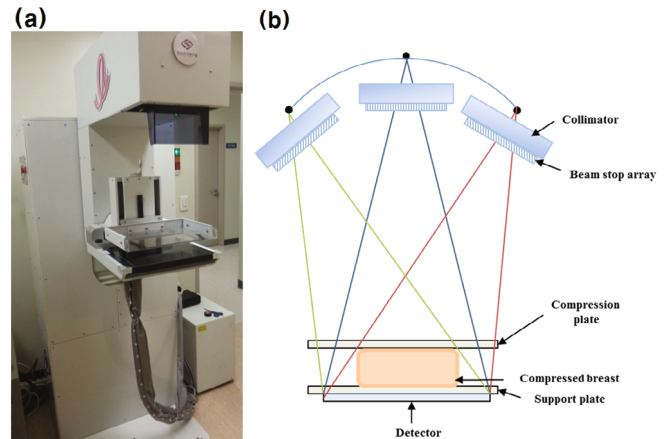 (a)
(b)
Collimator
Beam stop array
Compression
plate
Compressed breast
Support plate
Detector